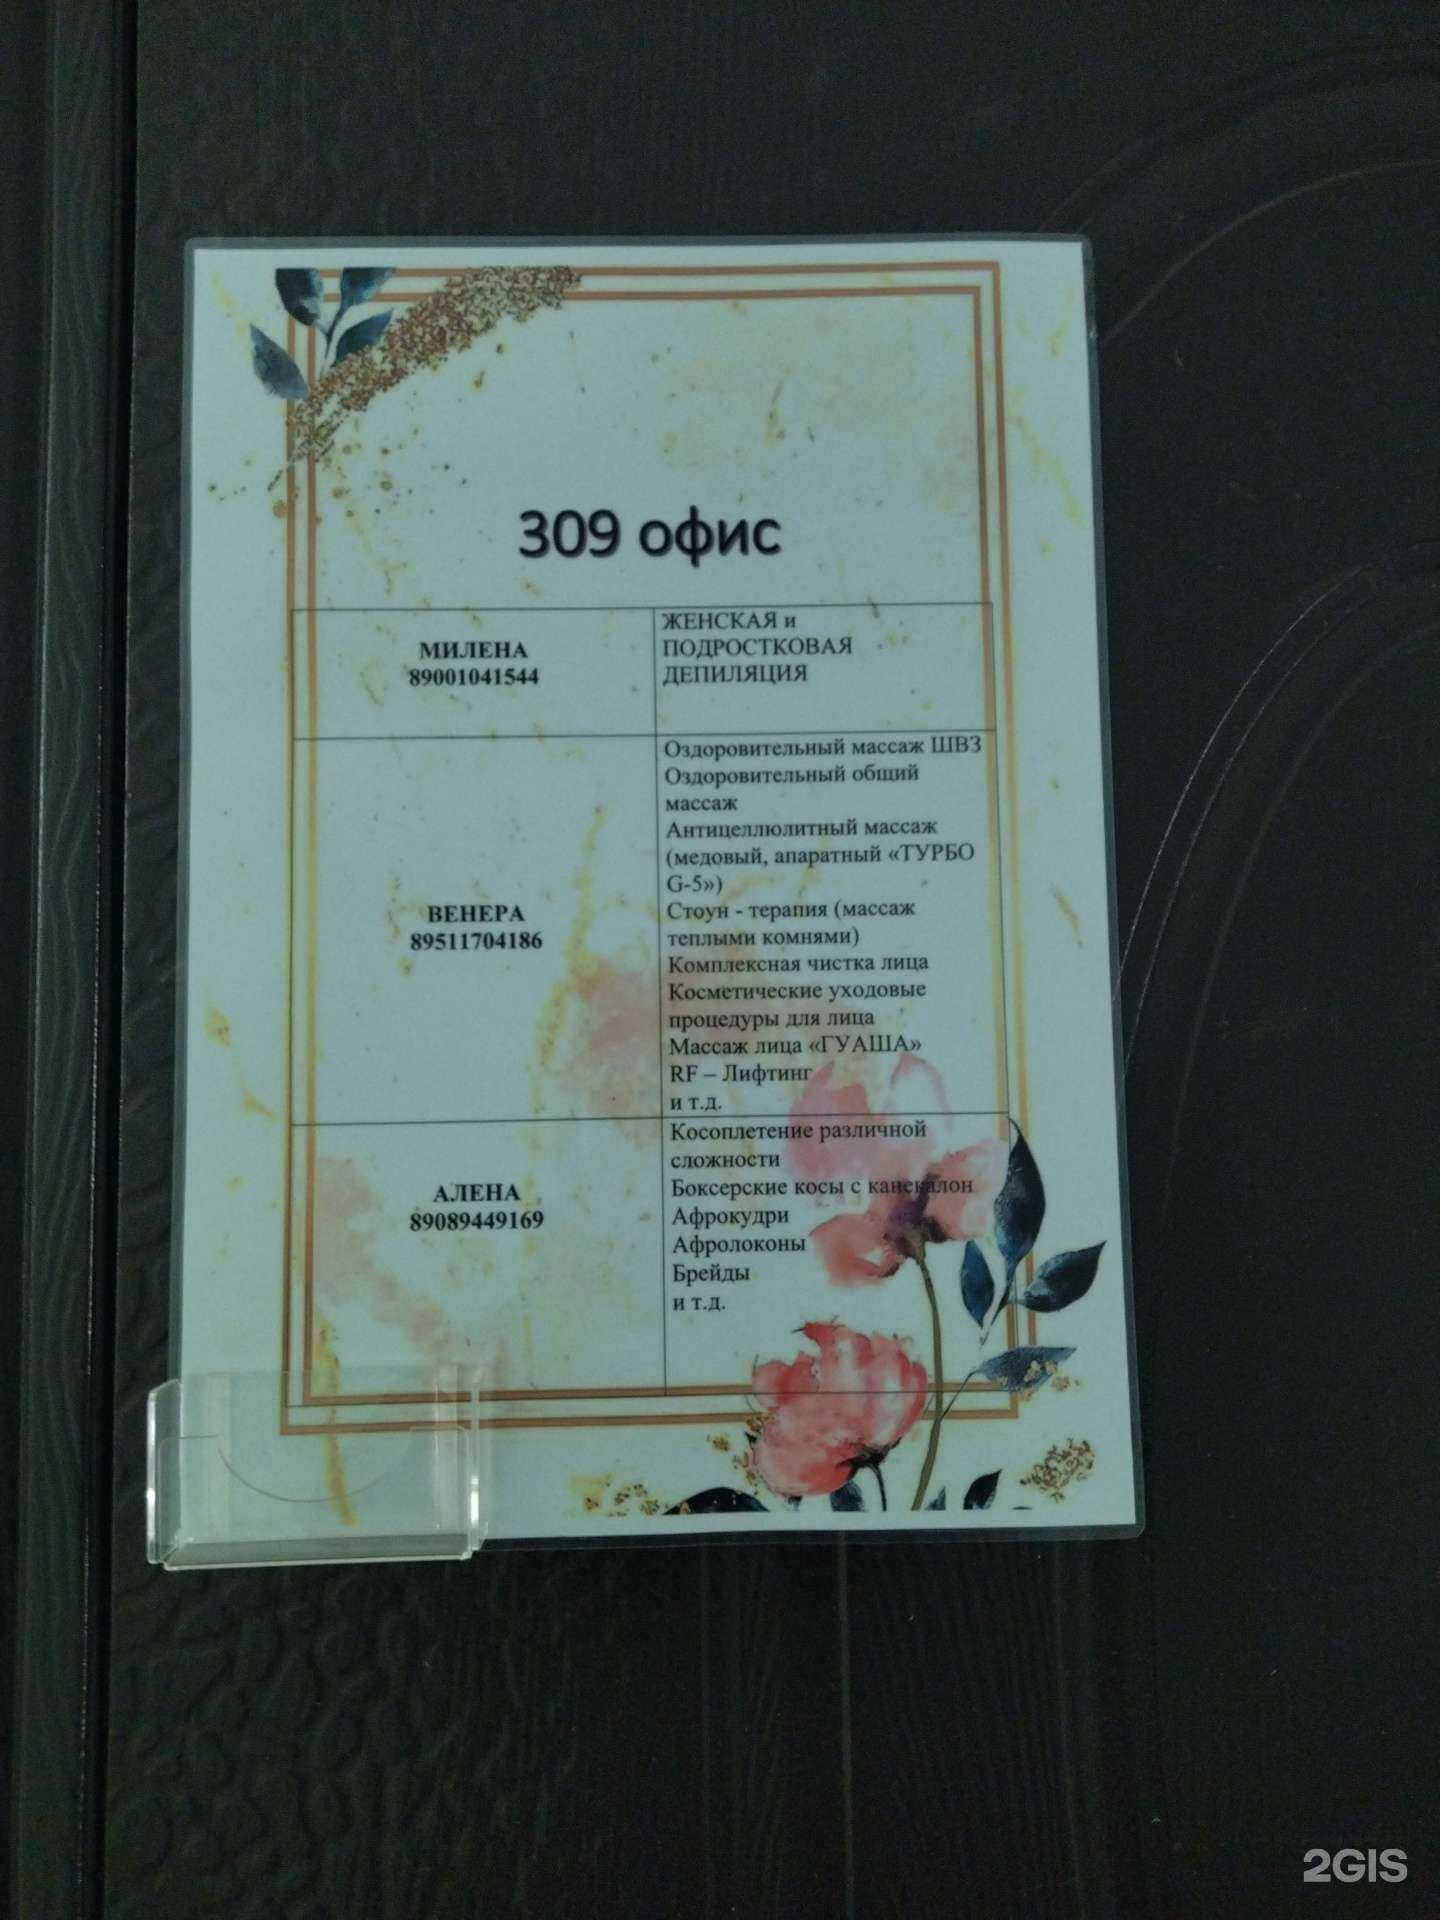 309 офис
МИЛЕНА
89001041544
ЖЕНСКАЯ и
ПОДРОСТКОВАЯ
ДЕПИЛЯЦИЯ
ВЕНЕРА
89511704186
Оздоровительный массаж ШВЗ
Оздоровительный общий
массаж
Антицеллюлитный массаж
(медовый, апаратный «ТУРБО
G-5»)
Стоун - терапия (массаж
теплыми комнями)
Комплексная чистка лица
Косметические уходовые
процедуры для лица
Массаж лица «ГУАША»
RF – Лифтинг
и т.д.
АЛЕНА
89089449169
Косоплетение различной
сложности
Боксерские косы с канекалон
Афрокудри
Афролоконы
Брейды
и т.д.
2GIS